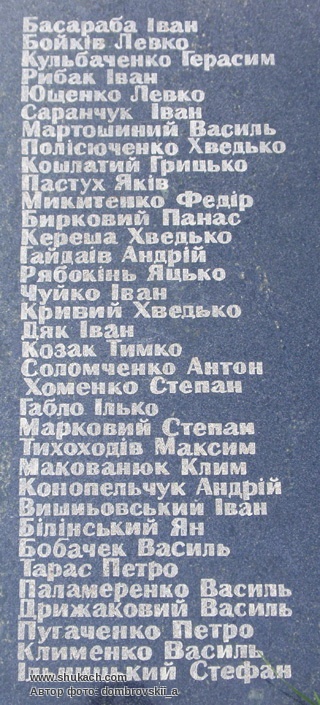 Басараба Іван
Бойків Левко
Кульбаченко Герасим
Рибак Іван
Ющенко Левко
Саранчук Іван
Мартошиний Василь
Полісюченко Хведько
Кошлатий Грицько
Пастух Яків
Микитенко Федір
Бирковий Панас
Кереша Хведько
Гайдаїв Андрій
Рябокінь Яцько
Чуйко Іван
Кривий Хведько
Дяк Іван
Козак Тимко
Соломченко Антон
Хоменко Степан
Габло Ілько
Марковий Степан
Тихоходів Максим
Макованюк Клим
Конопельчук Андрій
Вишньовський Іван
Білінський Ян
Бобачек Василь
Тарас Петро
Паламеренко Василь
Дрижаковий Василь
Пугаченко Петро
Клименко Василь
www.shukach.com
Ільницький Стефан
Автор фото: dombrovskii_a